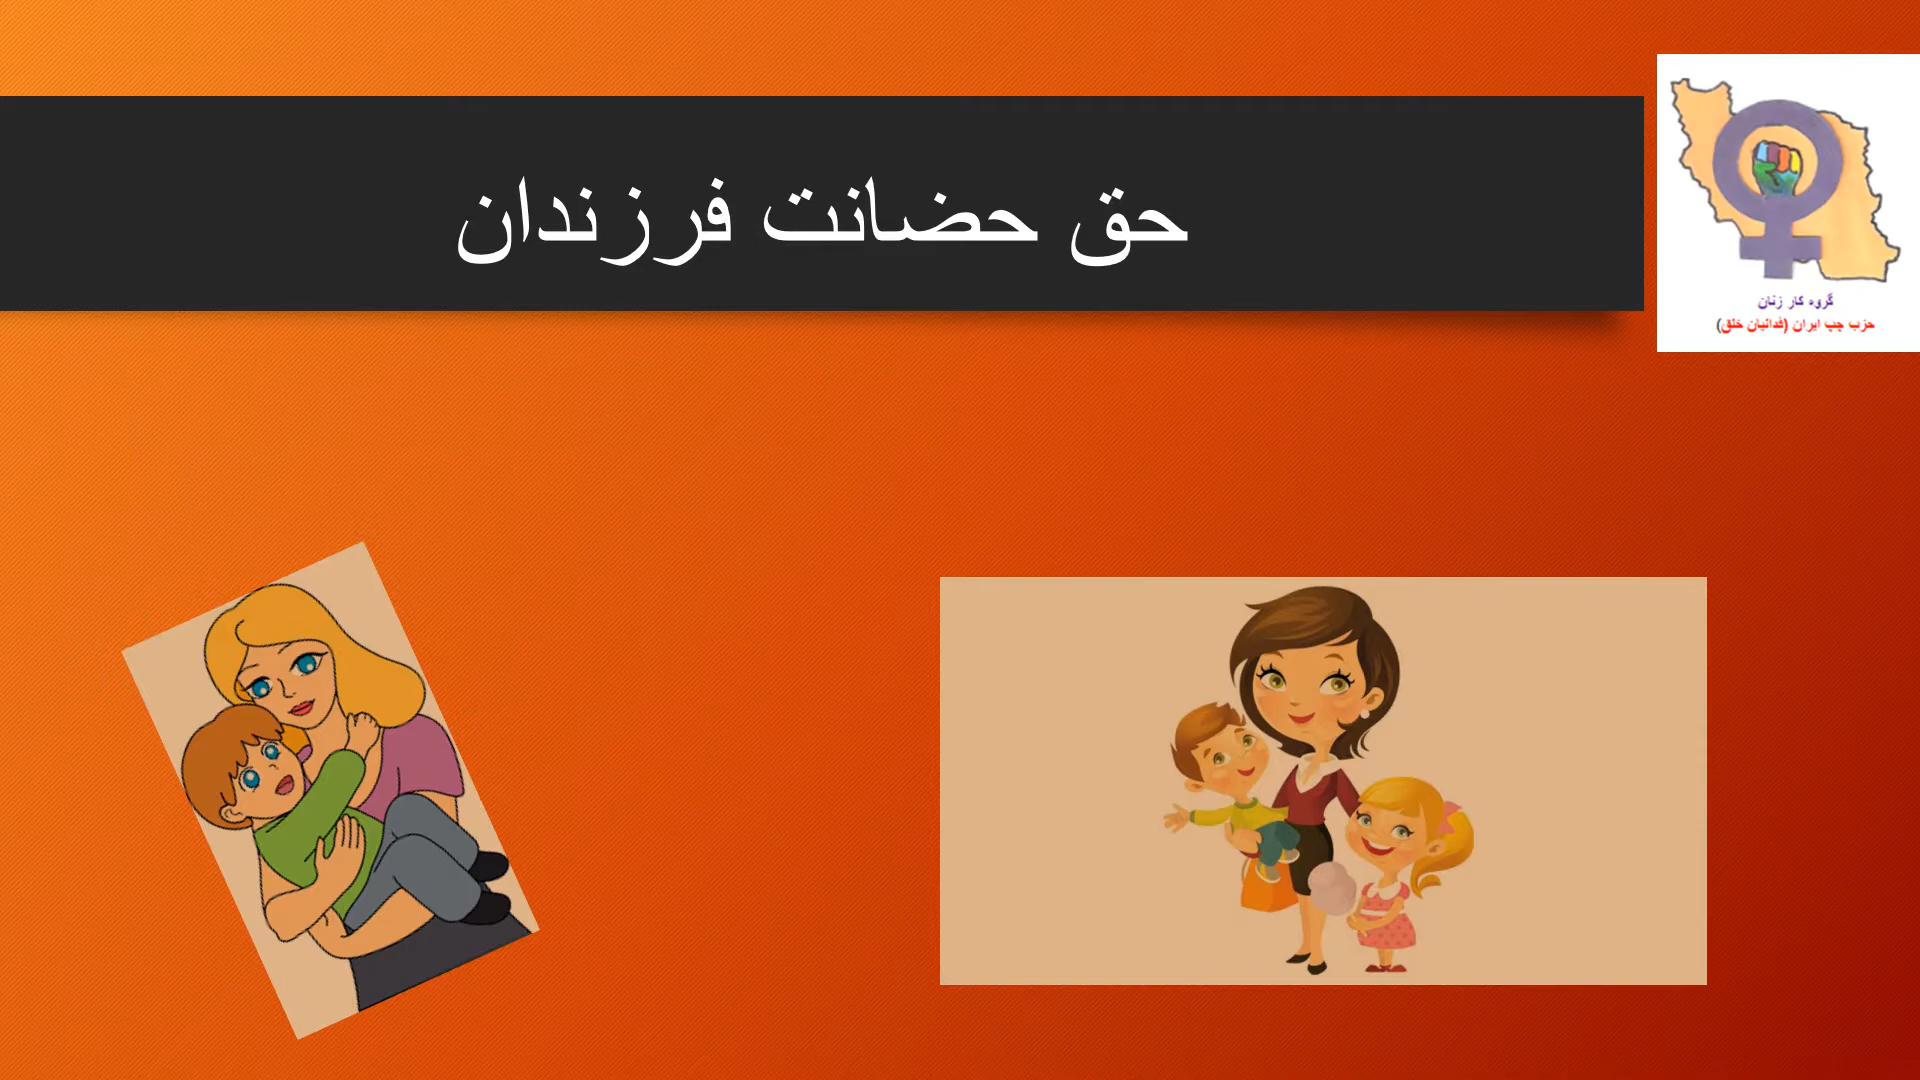 حق حضانت فرزندان
گروه کار زنان
حزب چپ ایران (فدائیان خلق)